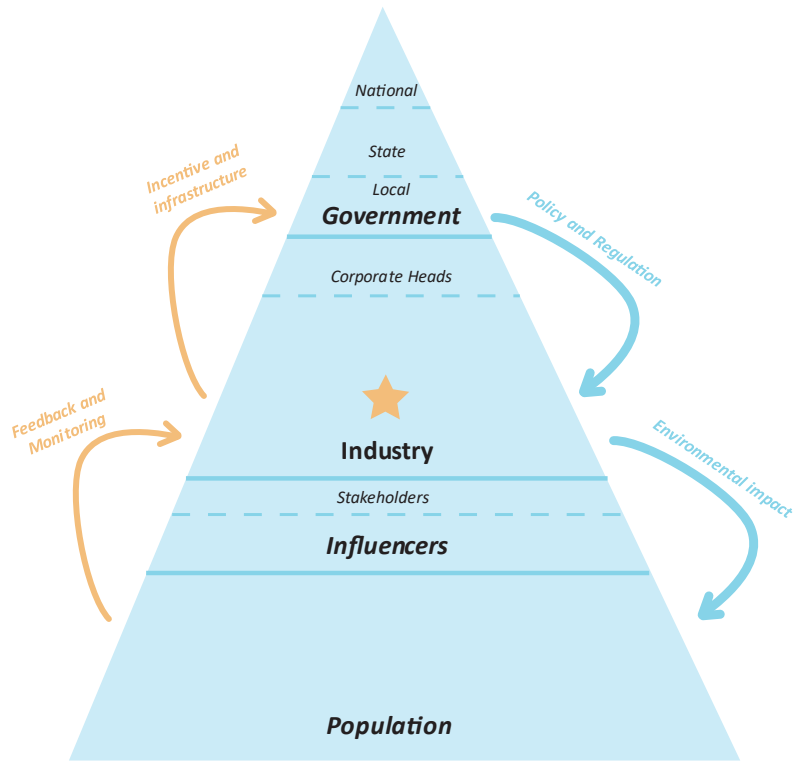 National
State
Local
Government
Incentive and
infrastructure
Policy and Regulation
Corporate Heads
Feedback and
Monitoring
Industry
Environmental impact
Stakeholders
Influencers
Population